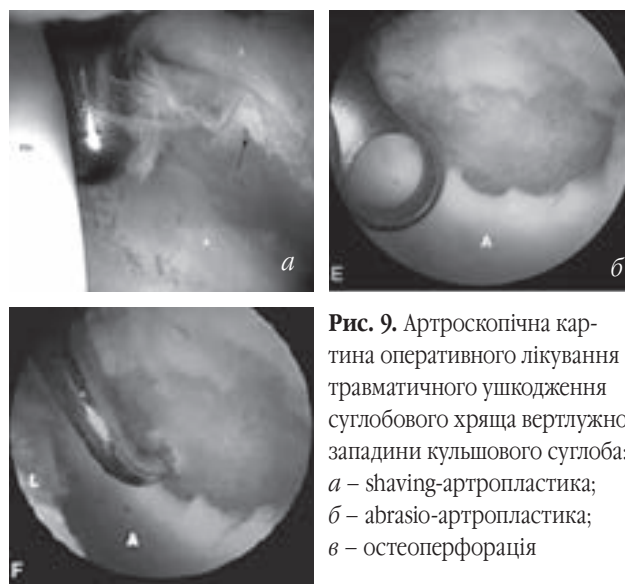 а
A
E
б
L
A
F
Рис. 9. Артроскопічна кар-
тина оперативного лікування
травматичного ушкодження
суглобового хряща вертлужно
западини кульшового суглоба:
а – shaving-артропластика;
б – abrasio-артропластика;
в – остеоперфорація